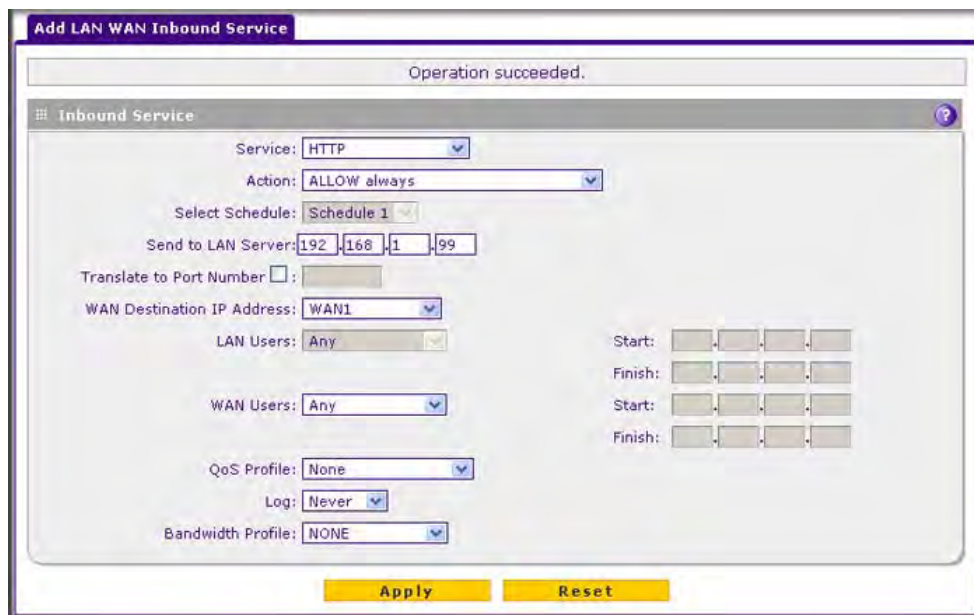 Add LAN WAN Inbound Service
Operation succeeded.
Inbound Service
?
Service: HTTP
Action: ALLOW always
Select Schedule: Schedule 1
Send to LAN Server: 192 . 168 . 1 . 99
Translate to Port Number :
WAN Destination IP Address: WAN1
LAN Users: Any Start: . . .
Finish: . . .
WAN Users: Any Start: . . .
Finish: . . .
QoS Profile: None
Log: Never
Bandwidth Profile: NONE
Apply Reset